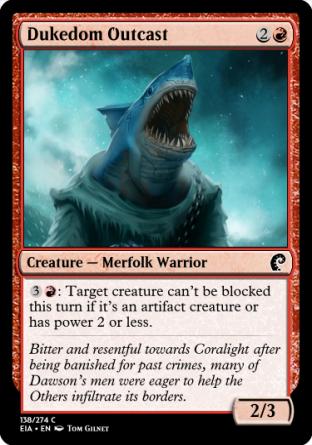 Dukedom Outcast 2
Creature — Merfolk Warrior
3 : Target creature can't be blocked
this turn if it's an artifact creature or
has power 2 or less.
Bitter and resentful towards Coralight after
being banished for past crimes, many of
Dawson's men were eager to help the
Others infiltrate its borders.
2/3
138/274 C
EIA • EN Tom Gilnet